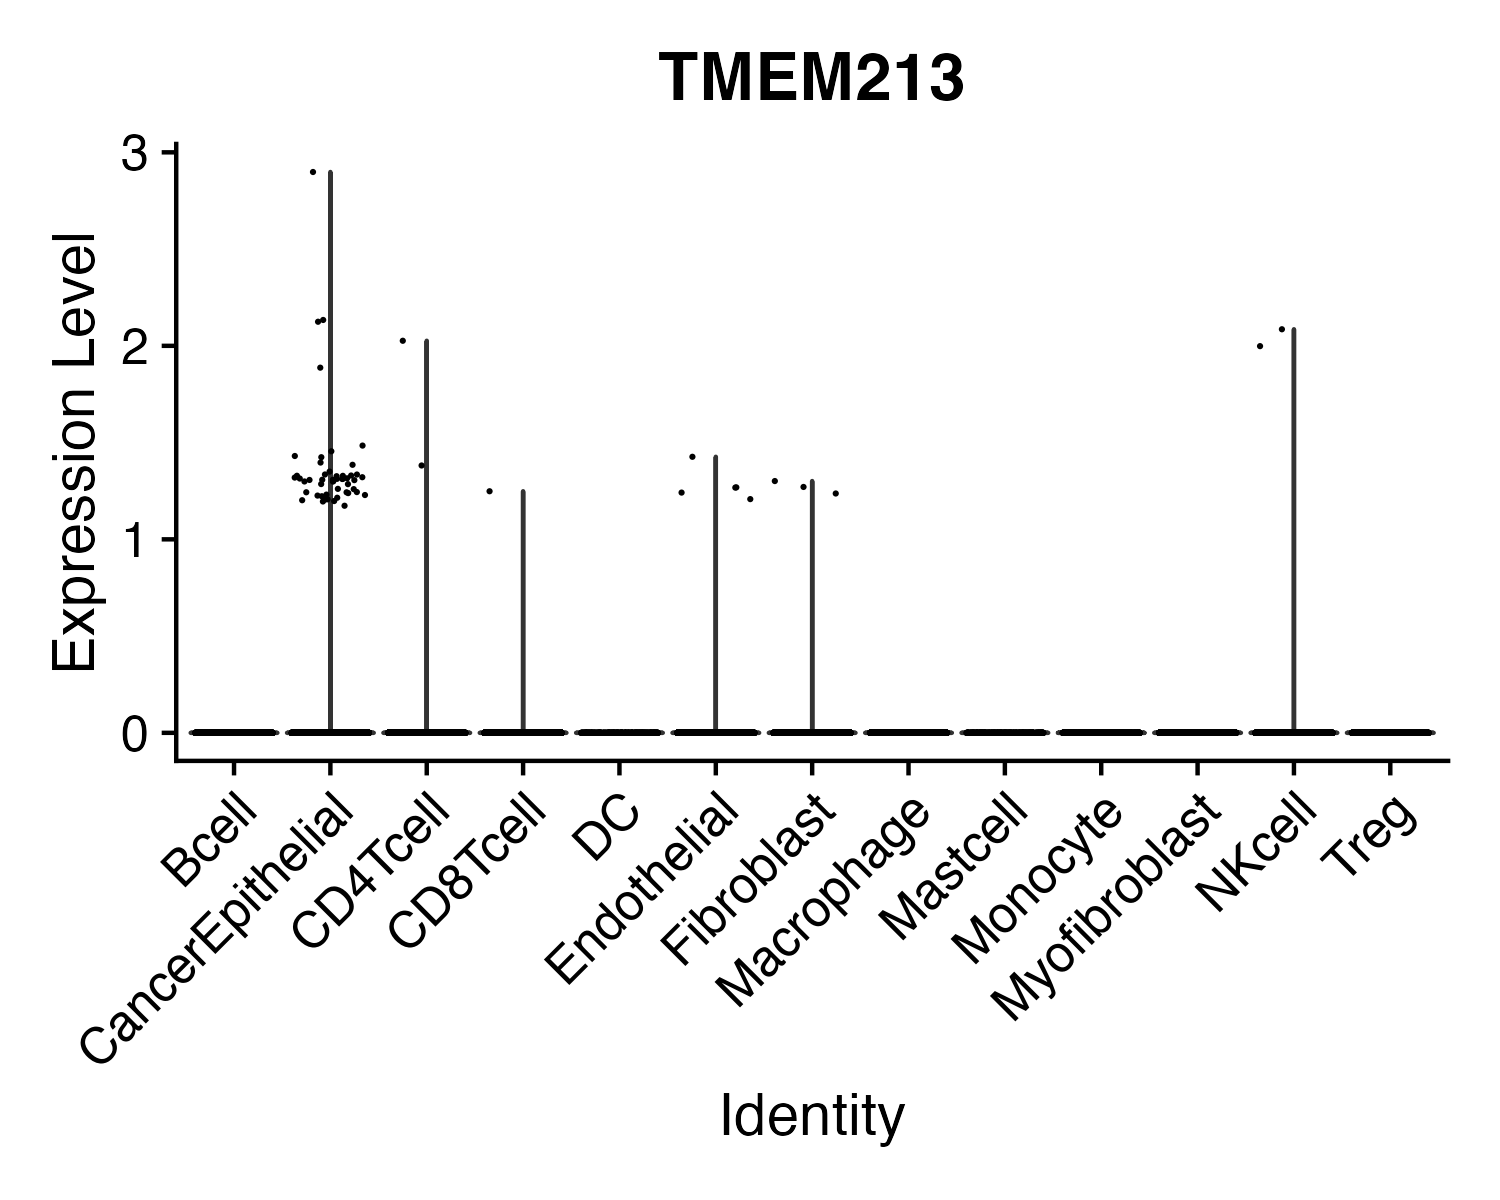 TMEM213
Expression Level
3
2
1
0
Bcell
CancerEpithelial
CD4Tcell
CD8Tcell
DC
Endothelial
Fibroblast
Macrophage
Mastcell
Monocyte
Myofibroblast
NKcell
Treg
Identity